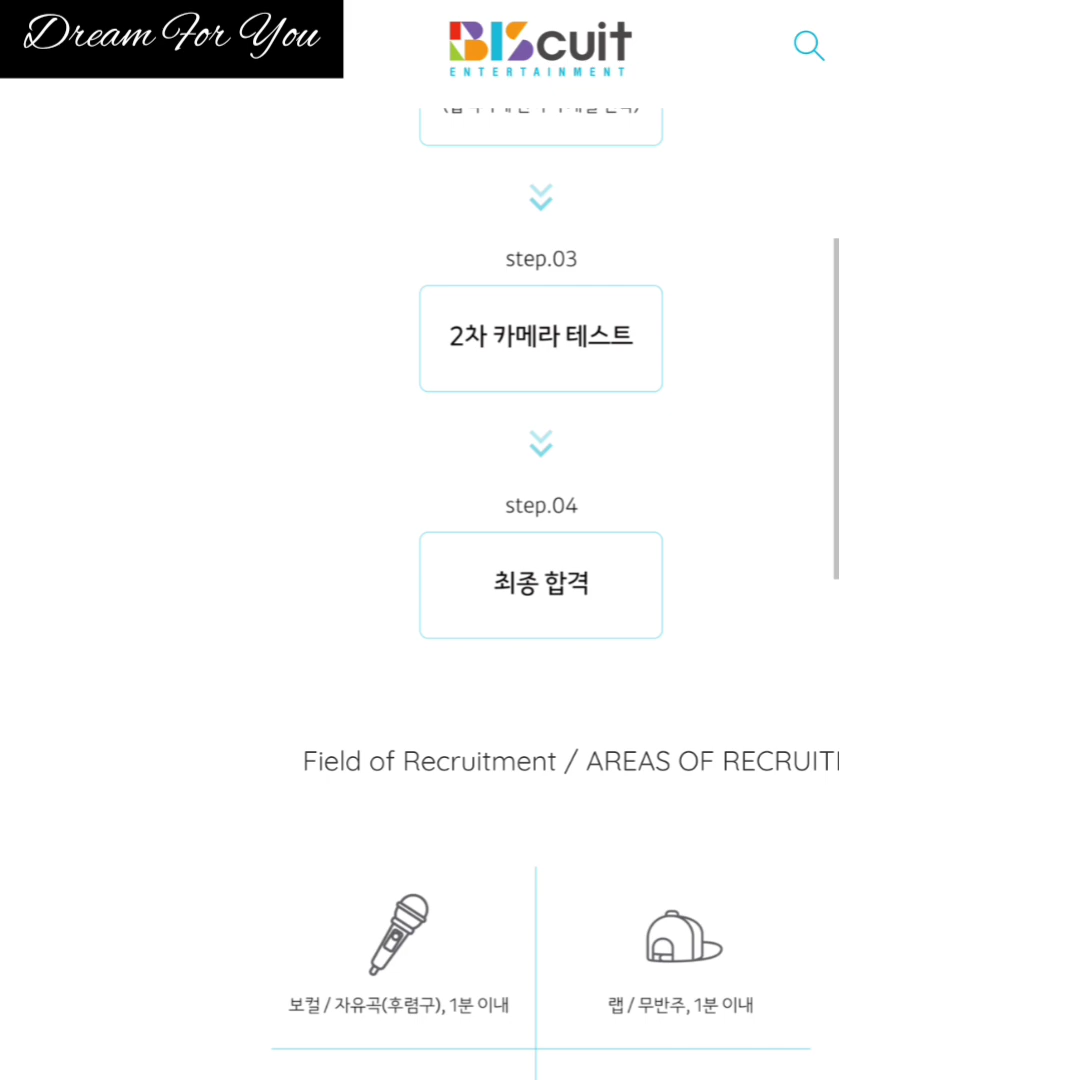 Dream For You
BIScuit
ENTERTAINMENT
step.03
2차 카메라 테스트
step.04
최종 합격
Field of Recruitment / AREAS OF
보컬 / 자유곡(후렴구), 1분 이내
랩 / 무반주, 1분 이내